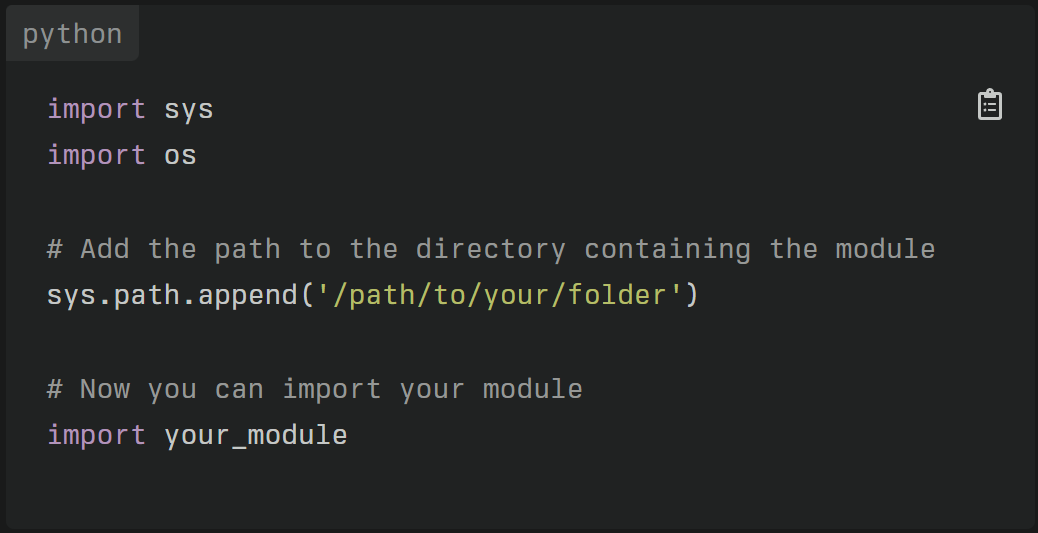 python
import sys
import os
# Add the path to the directory containing the module
sys.path.append('/path/to/your/folder')
# Now you can import your module
import your_module